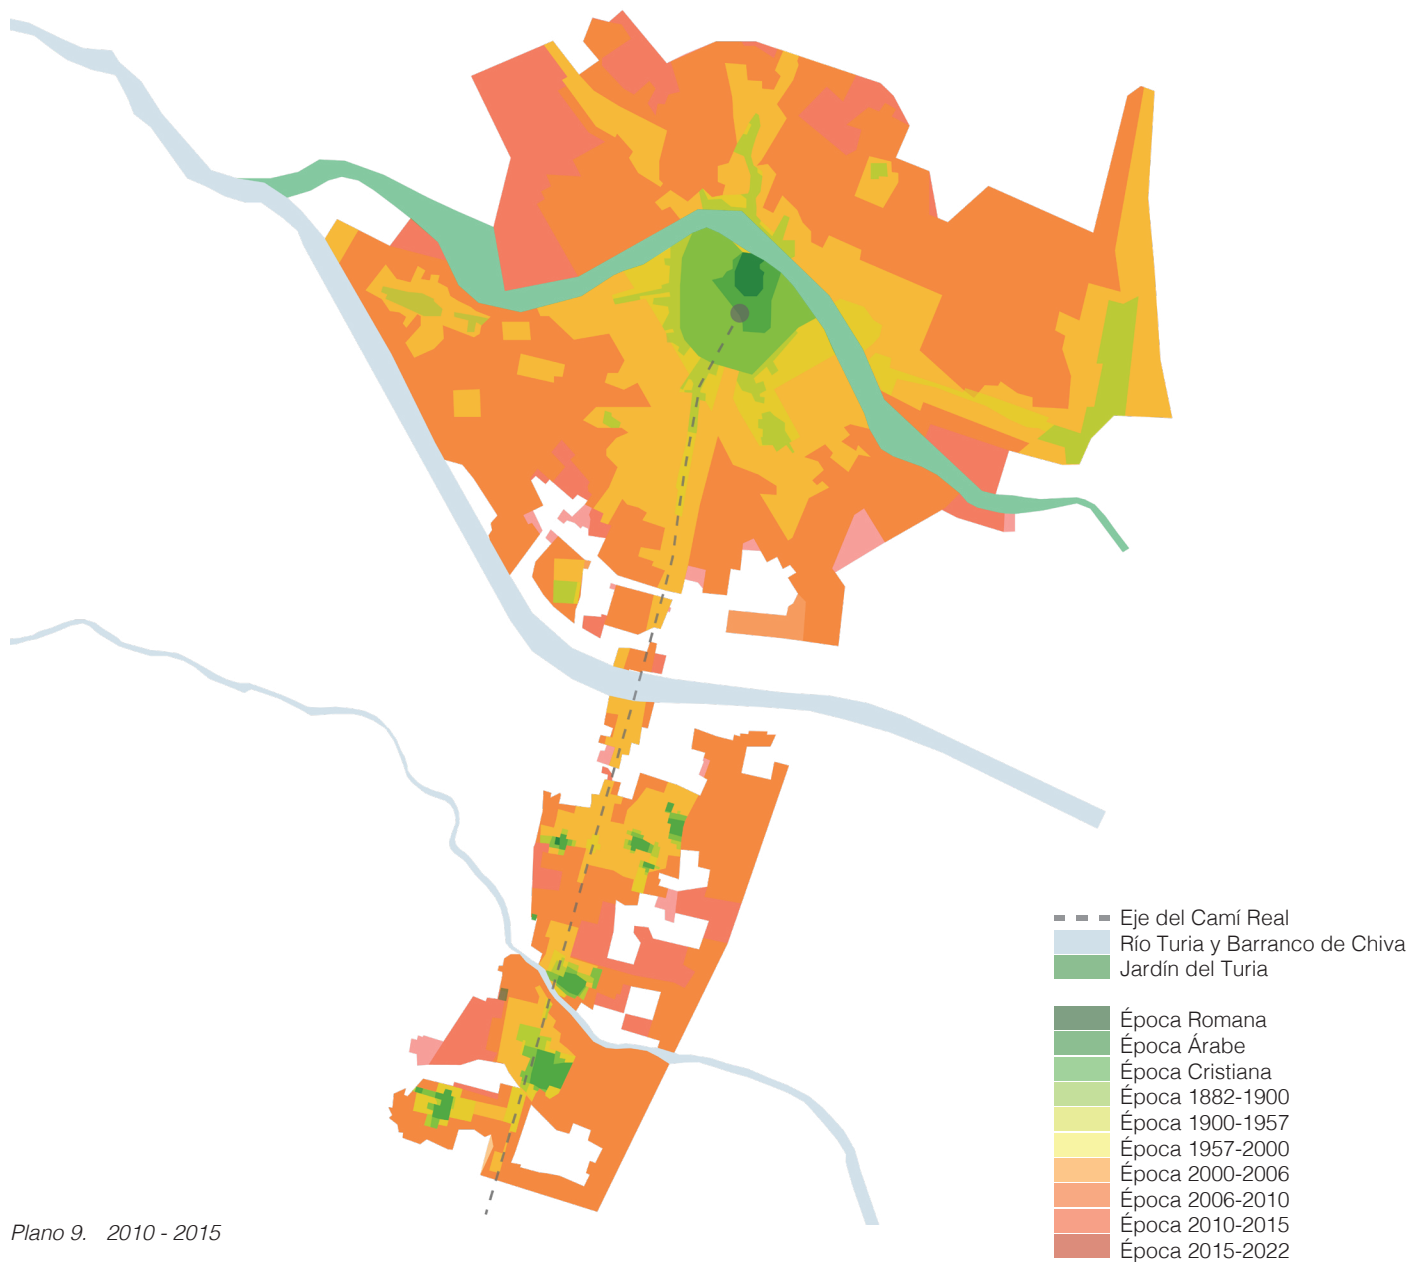 Eje del Camí Real
Río Turia y Barranco de Chiva
Jardín del Turia
Época Romana
Época Árabe
Época Cristiana
Época 1882-1900
Época 1900-1957
Época 1957-2000
Época 2000-2006
Época 2006-2010
Época 2010-2015
Época 2015-2022
Plano 9. 2010 - 2015